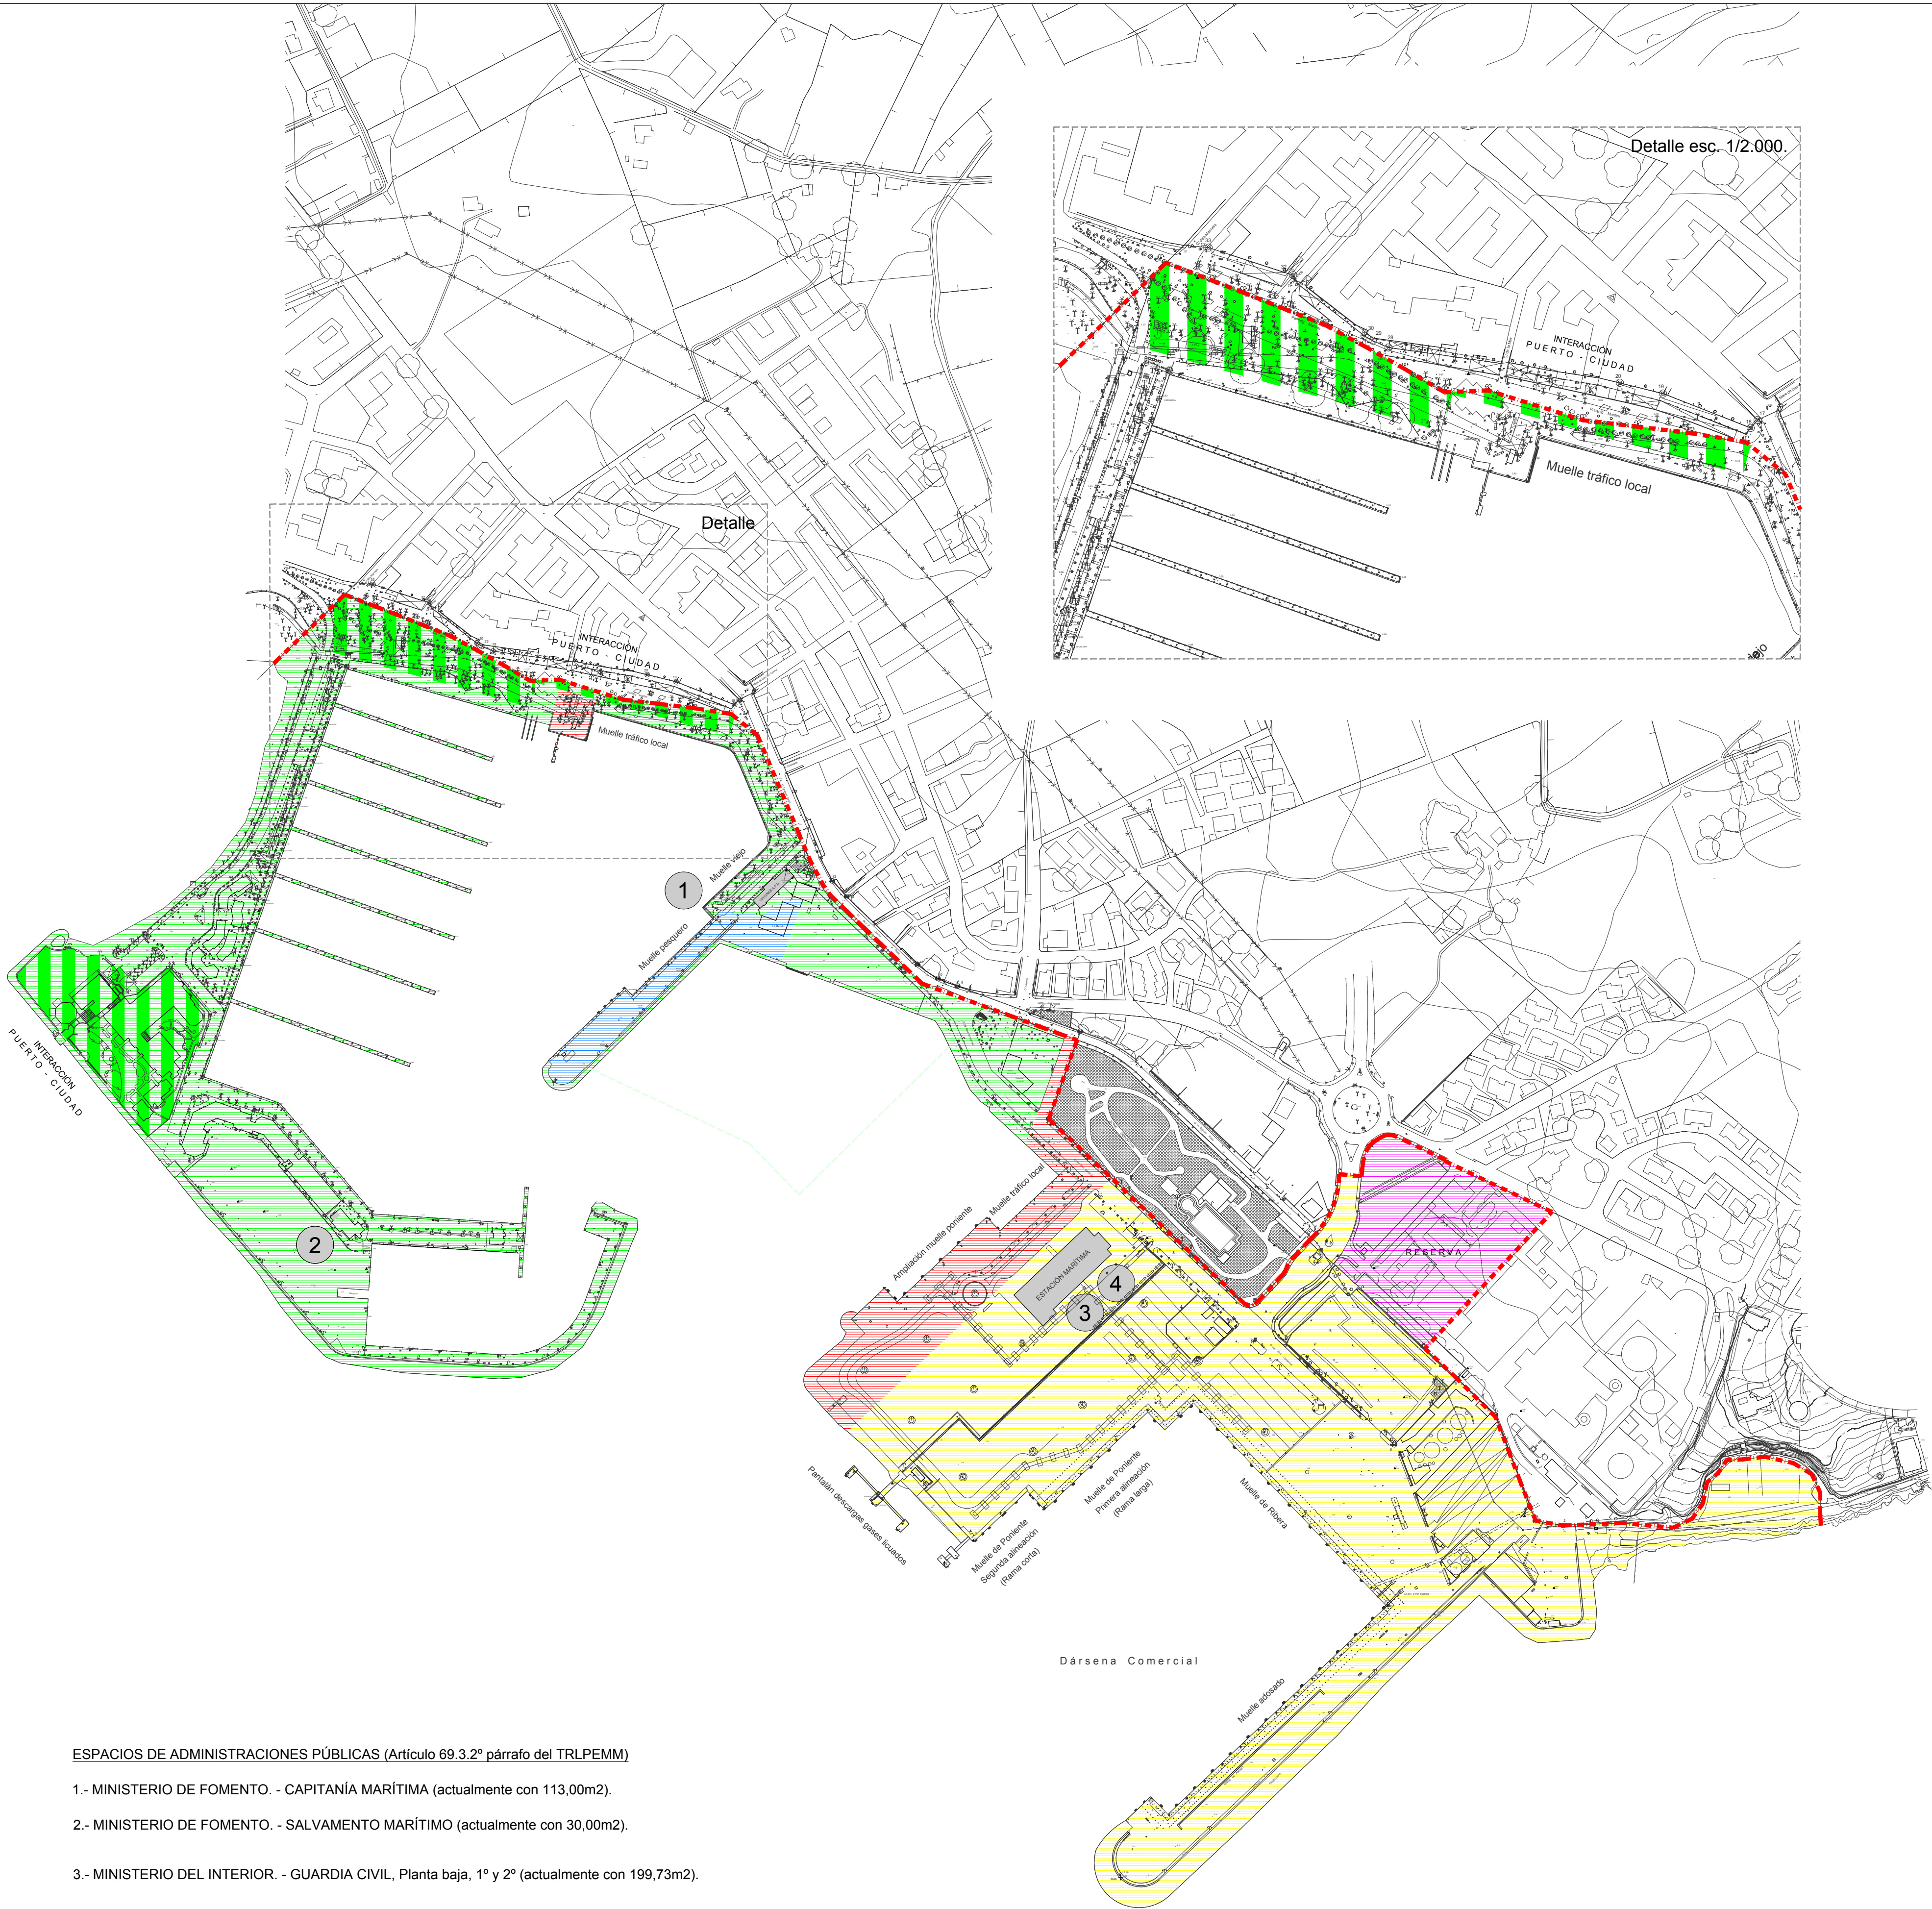 Detalle esc. 1/2.000.
INTERACCIÓN
PUERTO - CIUDAD
Muelle tráfico local
Detalle
INTERACCIÓN
PUERTO - CIUDAD
Muelle tráfico local
1
Muelle viejo
Muelle pesquero
INTERACCIÓN
PUERTO - CIUDAD
2
Muelle tráfico local
Ampliación muelle poniente
ESTACIÓN MARÍTIMA
4
3
RESERVA
Pantalán descargas gases licuados
Muelle de Poniente
Segunda alineación
(Rama corta)
Muelle de Poniente
Primera alineación
(Rama larga)
Muelle de Ribera
Dársena Comercial
Muelle adosado
ESPACIOS DE ADMINISTRACIONES PÚBLICAS (Artículo 69.3.2º párrafo del TRLPEMM)
1.- MINISTERIO DE FOMENTO. - CAPITANÍA MARÍTIMA (actualmente con 113,00m2).
2.- MINISTERIO DE FOMENTO. - SALVAMENTO MARÍTIMO (actualmente con 30,00m2).
3.- MINISTERIO DEL INTERIOR. - GUARDIA CIVIL, Planta baja, 1º y 2º (actualmente con 199,73m2).